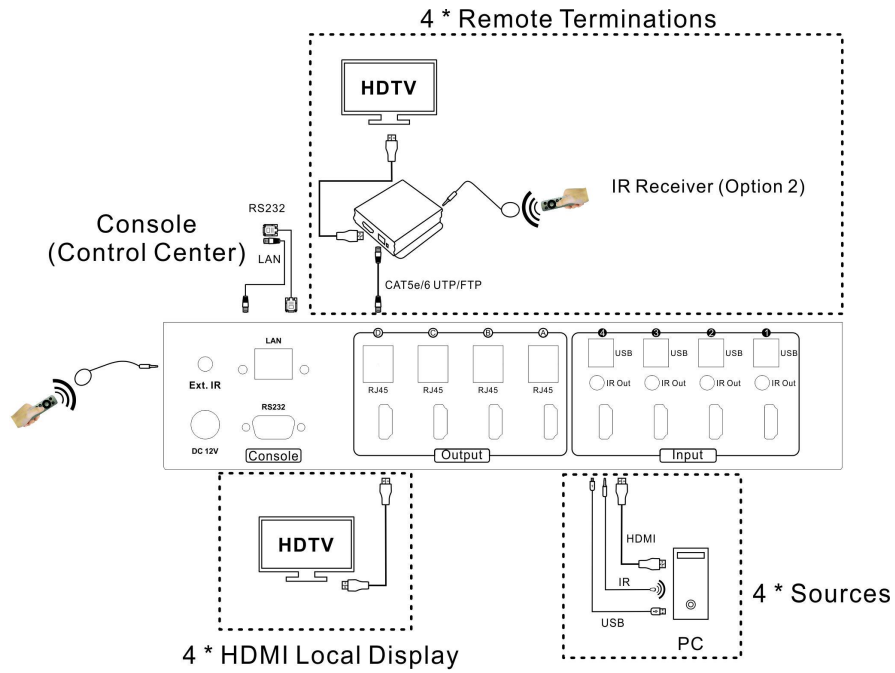 4 * Remote Terminations
HDTV
IR Receiver (Option 2)
RS232
Console
(Control Center)
LAN
CAT5e/6 UTP/FTP
LAN
Ext. IR
RS232
DC 12V
Console
D C B A
RJ45 RJ45 RJ45 RJ45
Output
4 3 2 1
USB USB USB USB
IR Out IR Out IR Out IR Out
Input
HDTV
4 * HDMI Local Display
HDMI
IR
USB
PC
4 * Sources